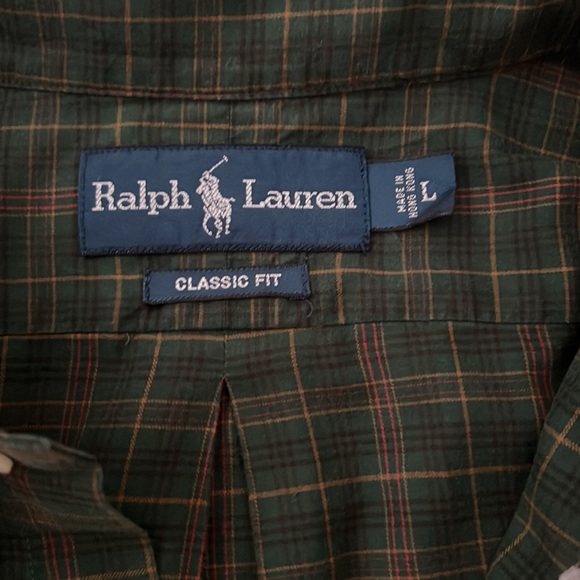 Ralph Lauren
MADE IN
HONG KONG
L
CLASSIC FIT